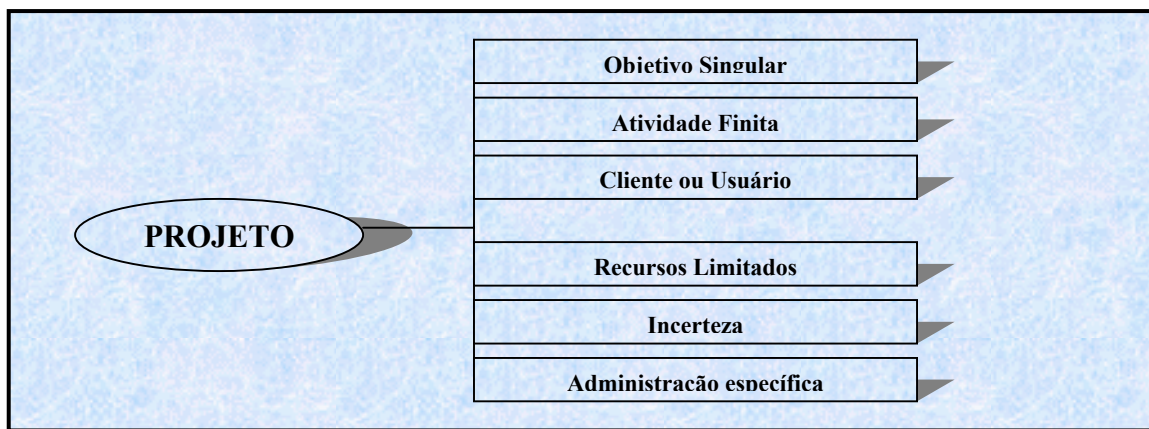 Objetivo Singular
Atividade Finita
Cliente ou Usuário
PROJETO
Recursos Limitados
Incerteza
Administração específica